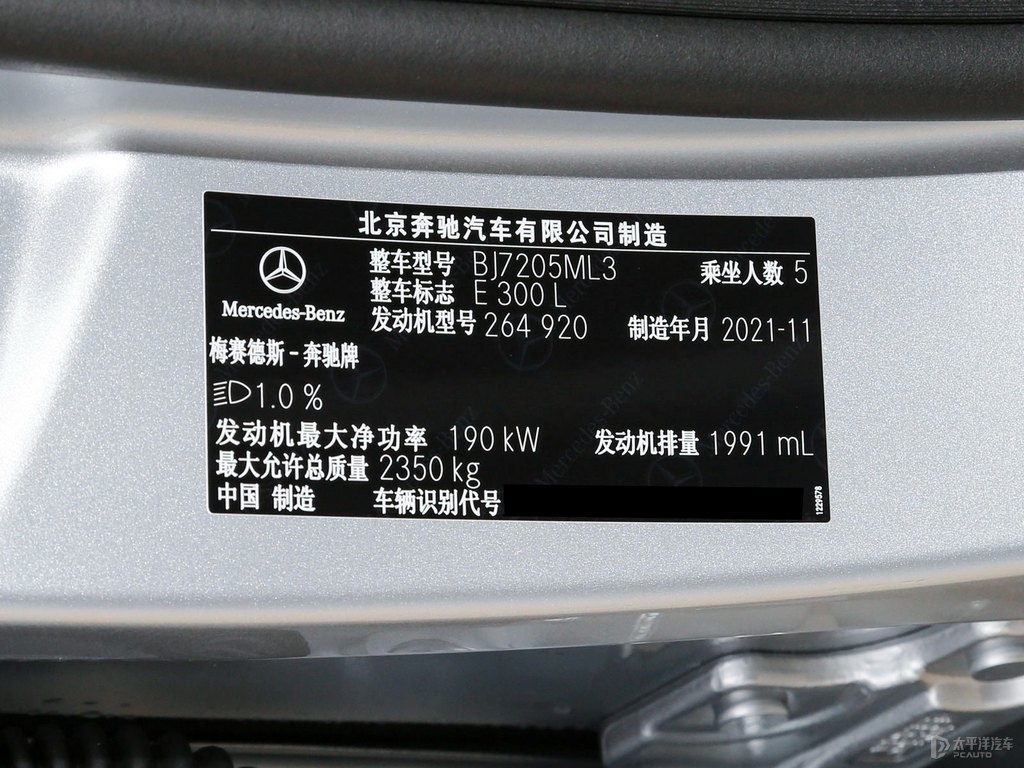 北京奔驰汽车有限公司制造
整车型号 BJ7205ML3 乘坐人数 5
整车标志 E 300 L
Mercedes-Benz
发动机型号 264 920 制造年月 2021-11
梅赛德斯-奔驰牌
1.0 %
发动机最大净功率 190 kW 发动机排量 1991 mL
最大允许总质量 2350 kg
中国 制造 车辆识别代号
1229578
太平洋汽车
PCAUTO